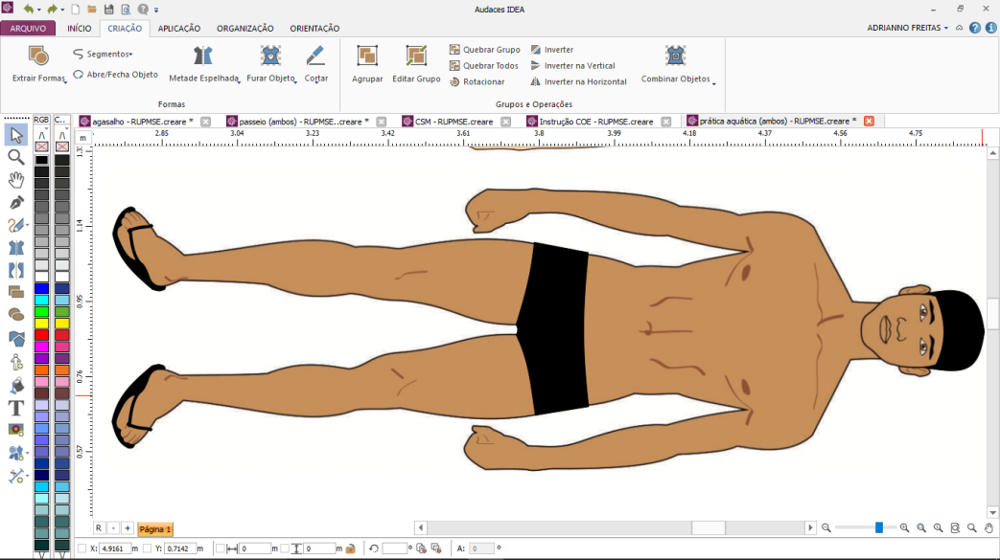 Audaces IDEA
ARQUIVO INÍCIO CRIAÇÃO APLICAÇÃO ORGANIZAÇÃO ORIENTAÇÃO ADRIANNO FREITAS
Segmentos Quebrar Grupo Inverter
Quebrar Todos Inverter na Vertical
Extrair Formas Abre/Fecha Objeto Metade Espelhada Furar Objeto Cortar Agrupar Editar Grupo Rotacionar Inverter na Horizontal Combinar Objetos
Formas Grupos e Operações
RGB C... agasalho - RUPMSE.creare * passeio (ambos) - RUPMSE..creare * CSM - RUPMSE.creare Instrução COE - RUPMSE.creare prática aquática (ambos) - RUPMSE.creare *
m 2.85 3.04 3.23 3.42 3.61 3.8 3.99 4.18 4.37 4.56 4.75
1.14
0.95
0.76
0.57
R - + Página 1
X: 4,9161 m Y: 0,7142 m 0 m 0 m ° A: 0 °